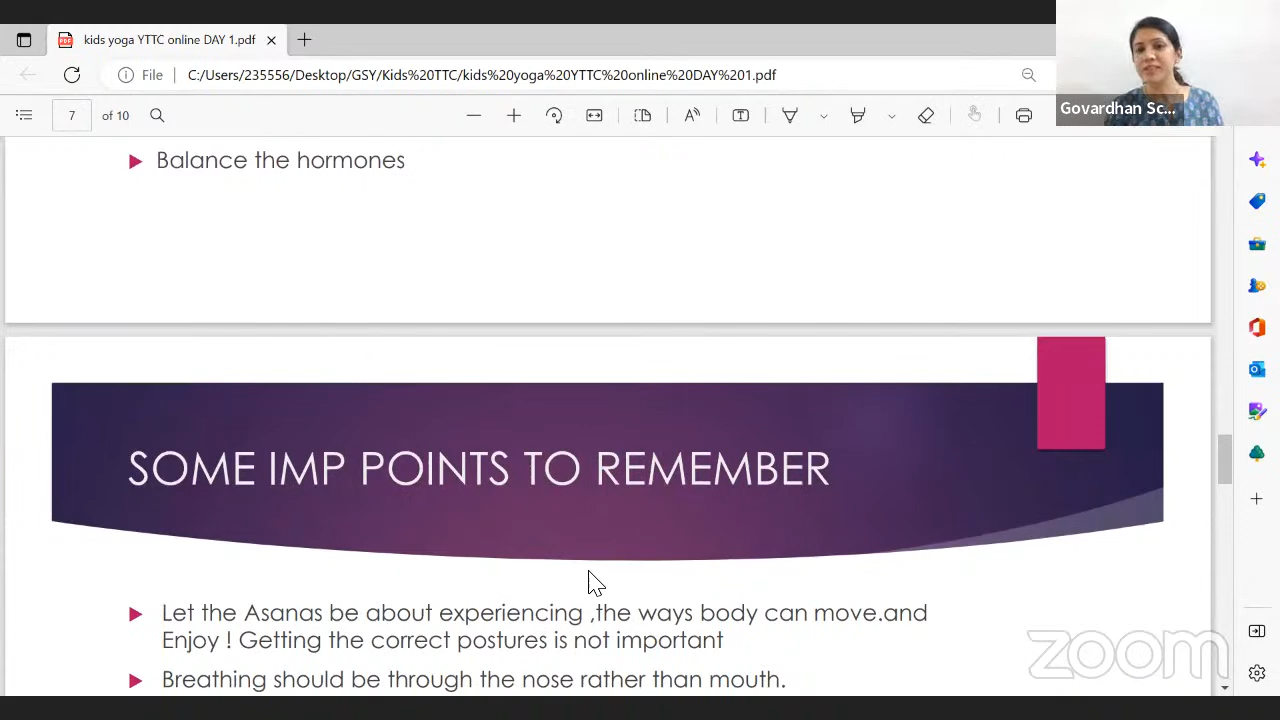 kids yoga YTTC online DAY 1.pdf
File
C:/Users/235556/Desktop/GSY/Kids%20TTC/kids%20yoga%20YTTC%20online%20DAY%201.pdf
Govardhan Sc...
7 of 10
Balance the hormones
SOME IMP POINTS TO REMEMBER
Let the Asanas be about experiencing ,the ways body can move.and
Enjoy ! Getting the correct postures is not important
Breathing should be through the nose rather than mouth.
zoom